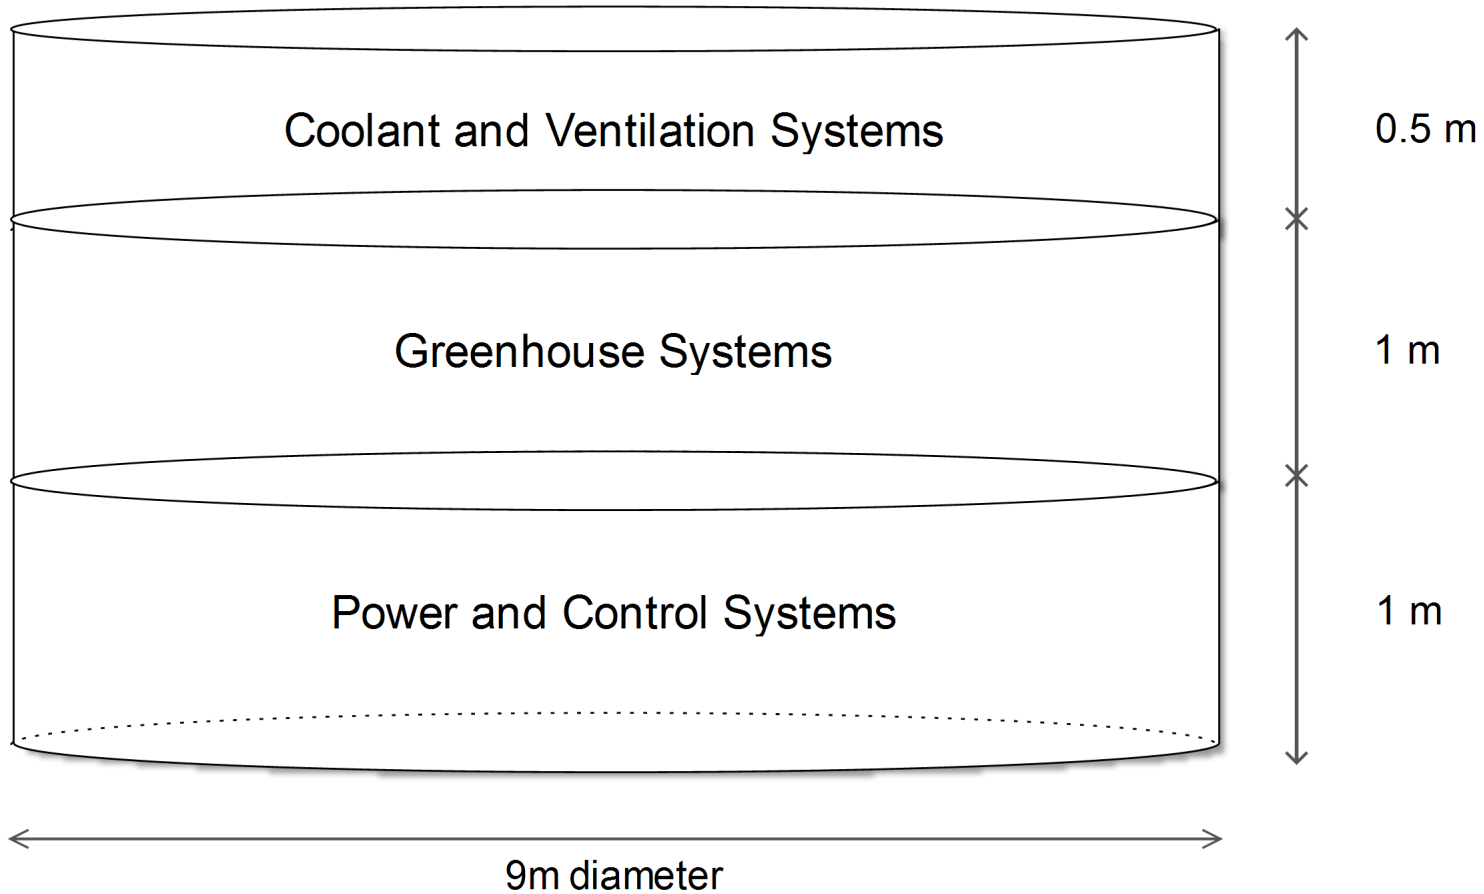 Coolant and Ventilation Systems
0.5 m
Greenhouse Systems
1 m
Power and Control Systems
1 m
9m diameter